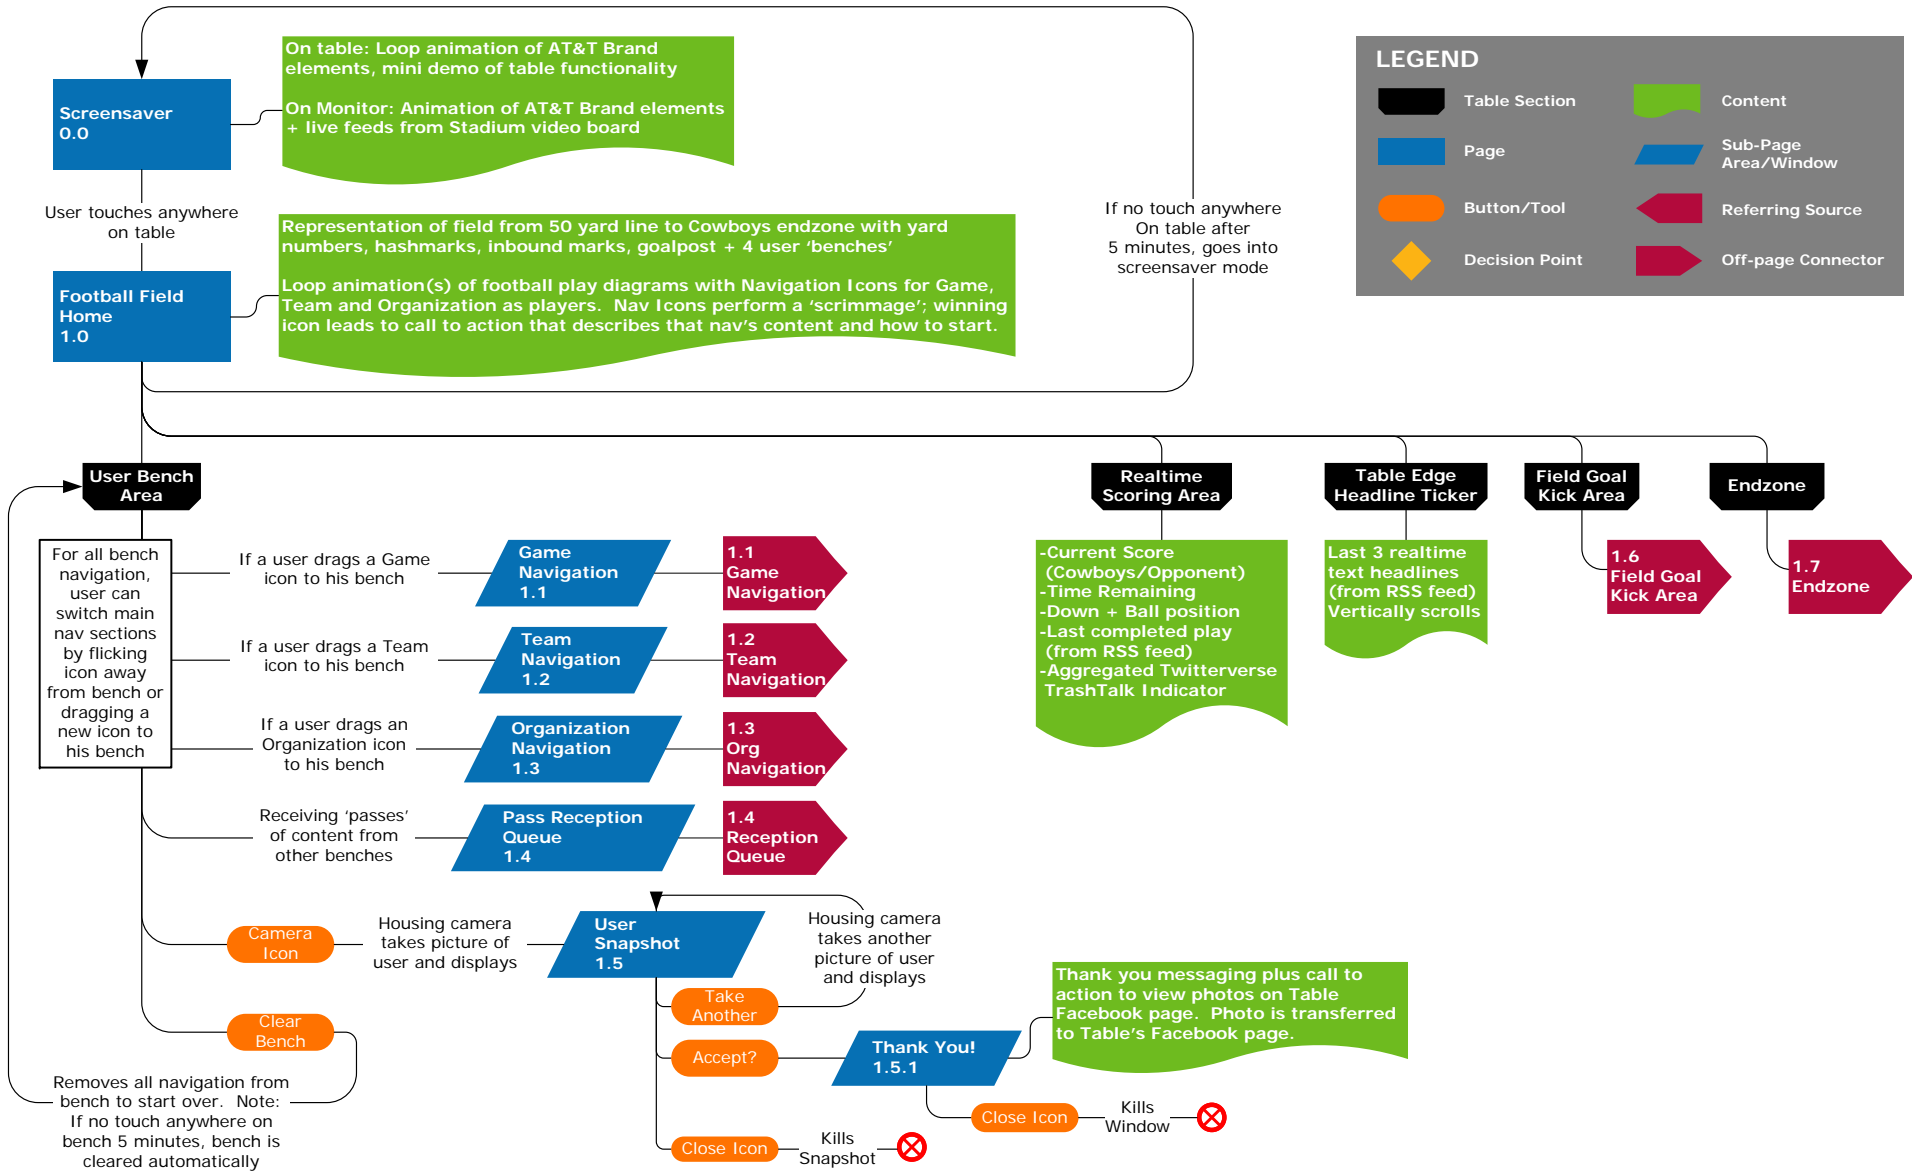 On table: Loop animation of AT&T Brand
elements, mini demo of table functionality
On Monitor: Animation of AT&T Brand elements
+ live feeds from Stadium video board
Screensaver
0.0
LEGEND
Table Section
Content
Page
Sub-Page
Area/Window
Button/Tool
Referring Source
Decision Point
Off-page Connector
User touches anywhere
on table
If no touch anywhere
On table after
5 minutes, goes into
screensaver mode
Representation of field from 50 yard line to Cowboys endzone with yard
numbers, hashmarks, inbound marks, goalpost + 4 user ‘benches’
Loop animation(s) of football play diagrams with Navigation Icons for Game,
Team and Organization as players.  Nav Icons perform a ‘scrimmage’; winning
icon leads to call to action that describes that nav’s content and how to start.
Football Field
Home
1.0
User Bench
Area
Realtime
Scoring Area
Table Edge
Headline Ticker
Field Goal
Kick Area
Endzone
For all bench
navigation,
user can
switch main
nav sections
by flicking
icon away
from bench or
dragging a
new icon to
his bench
If a user drags a Game
icon to his bench
Game
Navigation
1.1
1.1
Game
Navigation
If a user drags a Team
icon to his bench
Team
Navigation
1.2
1.2
Team
Navigation
If a user drags an
Organization icon
to his bench
Organization
Navigation
1.3
1.3
Org
Navigation
Receiving ‘passes’
of content from
other benches
Pass Reception
Queue
1.4
1.4
Reception
Queue
-Current Score
(Cowboys/Opponent)
-Time Remaining
-Down + Ball position
-Last completed play
(from RSS feed)
-Aggregated Twitterverse
TrashTalk Indicator
Last 3 realtime
text headlines
(from RSS feed)
Vertically scrolls
1.6
Field Goal
Kick Area
1.7
Endzone
Camera
Icon
Housing camera
takes picture of
user and displays
User
Snapshot
1.5
Housing camera
takes another
picture of user
and displays
Take
Another
Clear
Bench
Accept?
Thank You!
1.5.1
Thank you messaging plus call to
action to view photos on Table
Facebook page.  Photo is transferred
to Table’s Facebook page.
Removes all navigation from
bench to start over.  Note:
If no touch anywhere on
bench 5 minutes, bench is
cleared automatically
Close Icon
Kills
Window
Close Icon
Kills
Snapshot